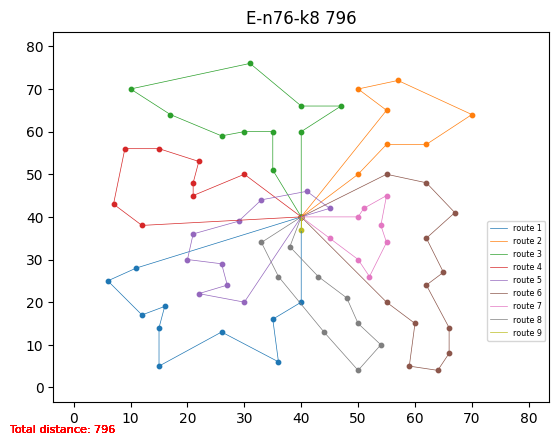 E-n76-k8 796
80
70
60
50
40
30
20
10
0
0 10 20 30 40 50 60 70 80
route 1
route 2
route 3
route 4
route 5
route 6
route 7
route 8
route 9
Total distance: 796